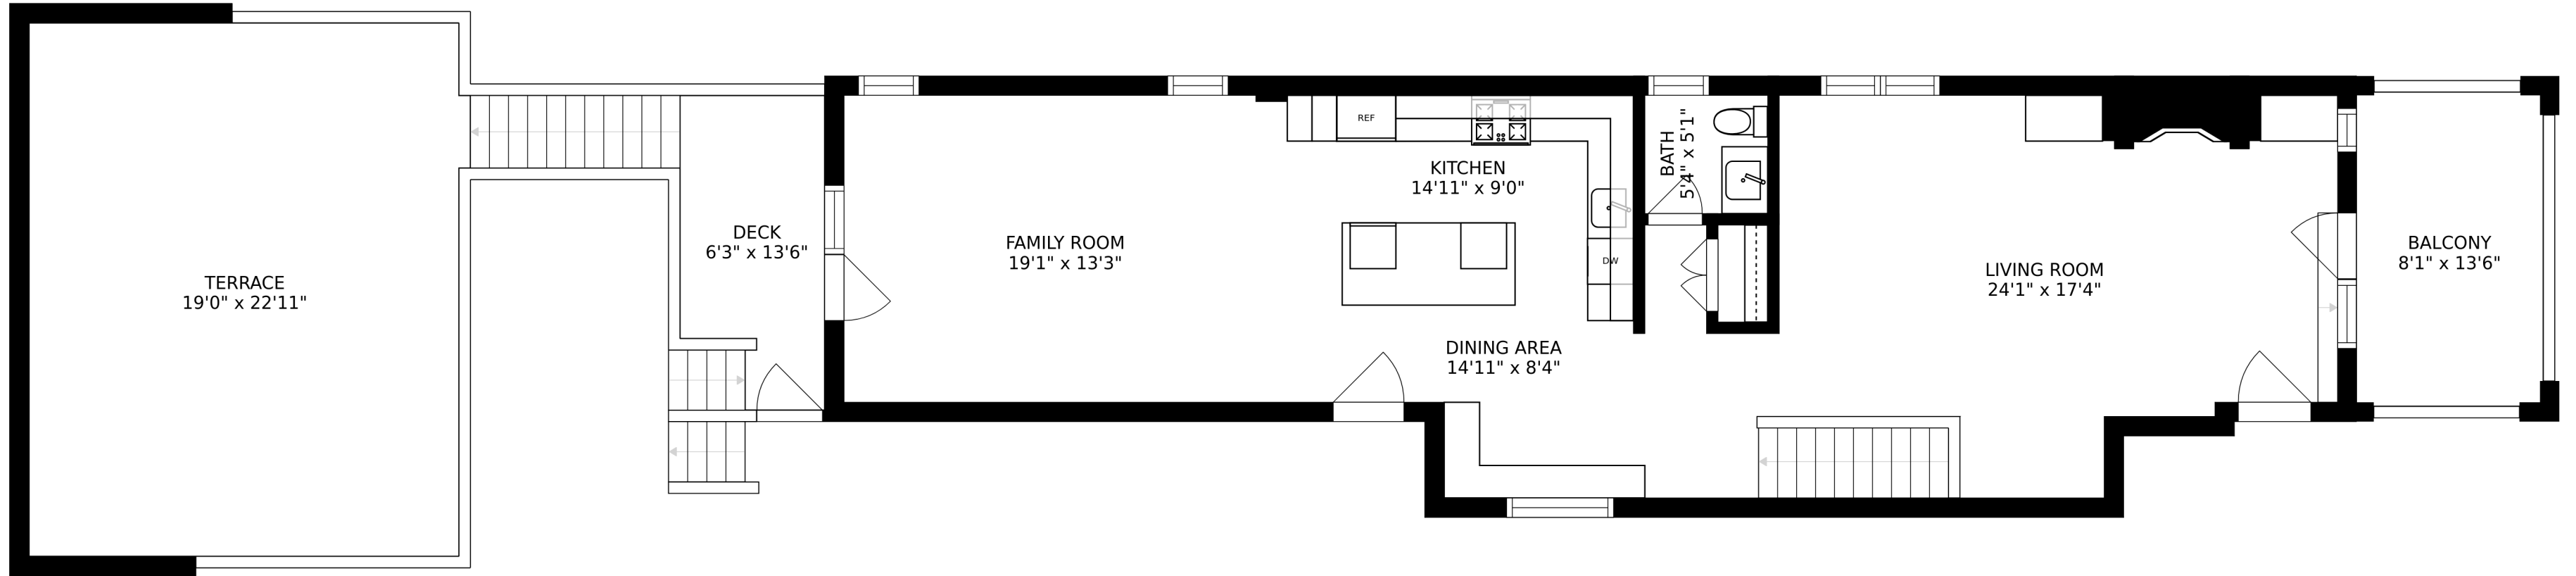 TERRACE
19'0" x 22'11"
DECK
6'3" x 13'6"
FAMILY ROOM
19'1" x 13'3"
REF
KITCHEN
14'11" x 9'0"
DW
DINING AREA
14'11" x 8'4"
BATH
5'4" x 5'1"
LIVING ROOM
24'1" x 17'4"
BALCONY
8'1" x 13'6"